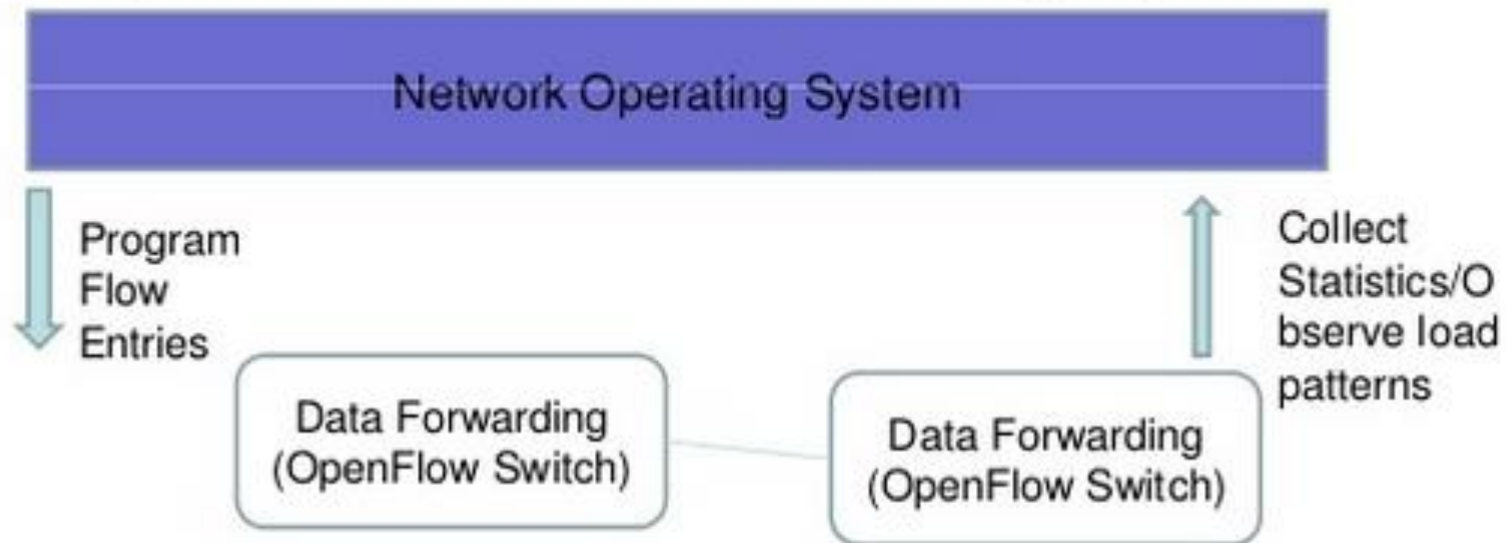 Network Operating System
Program
Flow
Entries
Collect
Statistics/O
bserve load
patterns
Data Forwarding
(OpenFlow Switch)
Data Forwarding
(OpenFlow Switch)